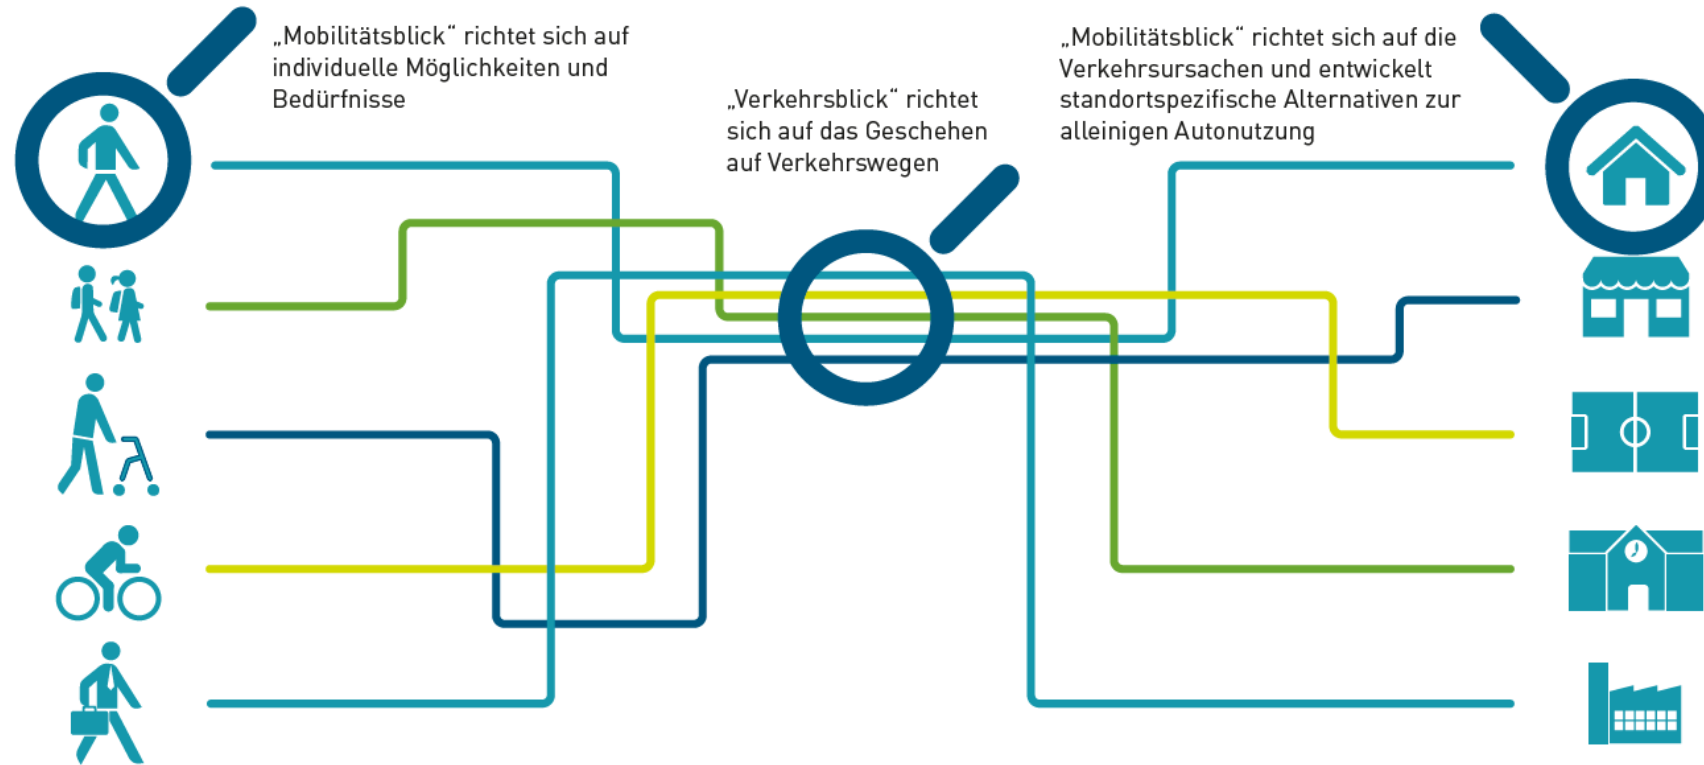 „Mobilitätsblick“ richtet sich auf
individuelle Möglichkeiten und
Bedürfnisse
„Verkehrsblick“ richtet
sich auf das Geschehen
auf Verkehrswegen
„Mobilitätsblick“ richtet sich auf die
Verkehrsursachen und entwickelt
standortspezifische Alternativen zur
alleinigen Autonutzung